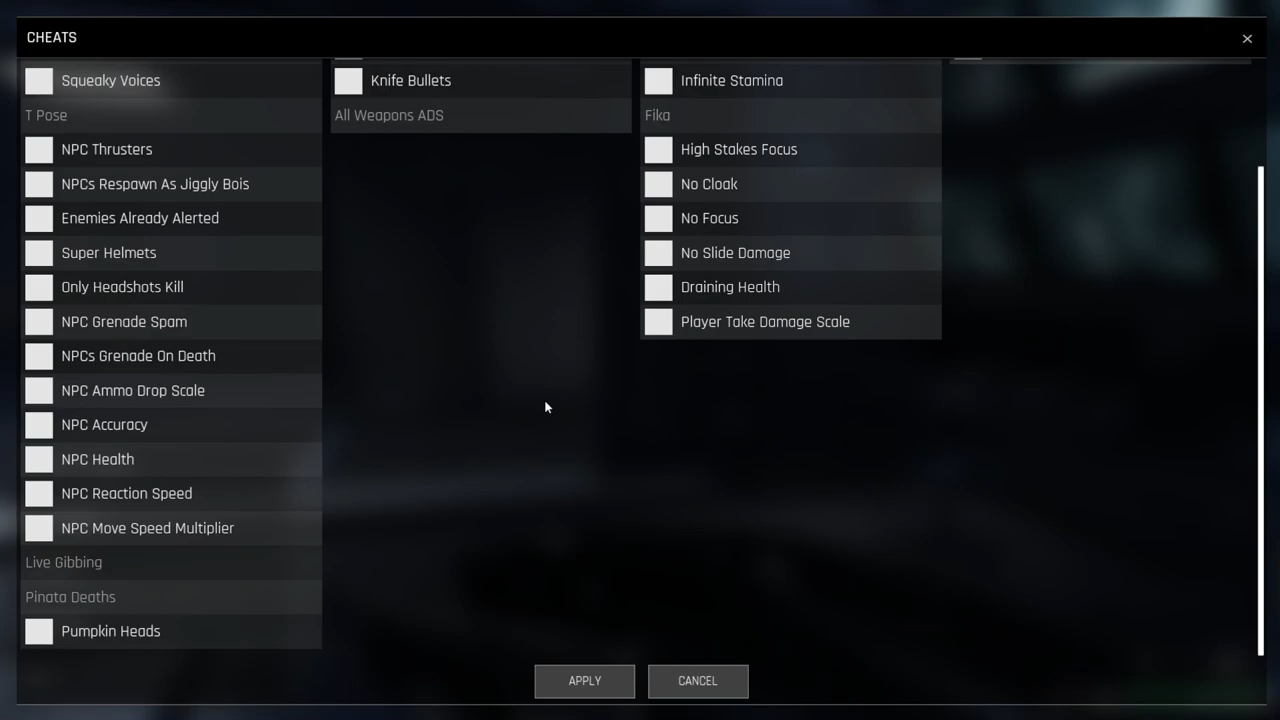 CHEATS
Squeaky Voices
T Pose
NPC Thrusters
NPCs Respawn As Jiggly Bois
Enemies Already Alerted
Super Helmets
Only Headshots Kill
NPC Grenade Spam
NPCs Grenade On Death
NPC Ammo Drop Scale
NPC Accuracy
NPC Health
NPC Reaction Speed
NPC Move Speed Multiplier
Live Gibbing
Pinata Deaths
Pumpkin Heads
Knife Bullets
All Weapons ADS
Infinite Stamina
Fika
High Stakes Focus
No Cloak
No Focus
No Slide Damage
Draining Health
Player Take Damage Scale
APPLY
CANCEL